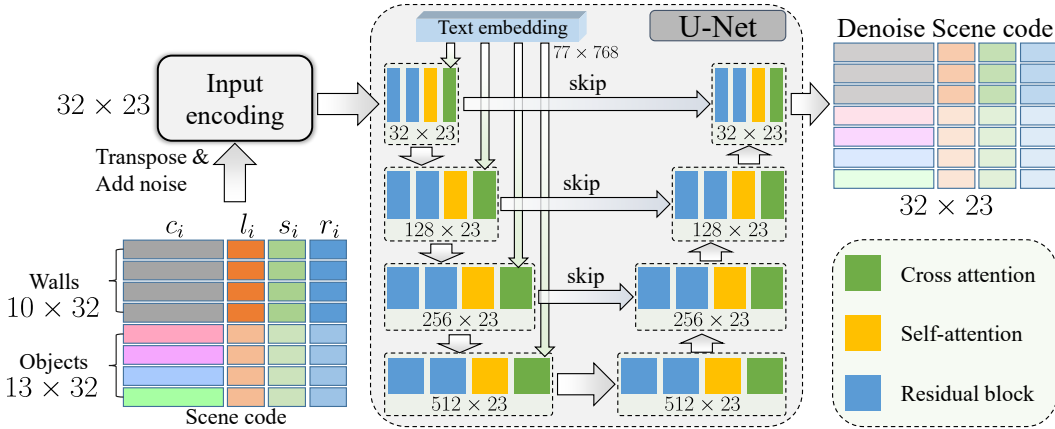 Text embedding
U-Net
77 × 768
Denoise Scene code
Input
encoding
32 × 23
Transpose &
Add noise
32 × 23
skip
32 × 23
128 × 23
skip
128 × 23
256 × 23
skip
256 × 23
512 × 23
512 × 23
32 × 23
c_i l_i s_i r_i
Walls
10 × 32
Objects
13 × 32
Scene code
Cross attention
Self-attention
Residual block